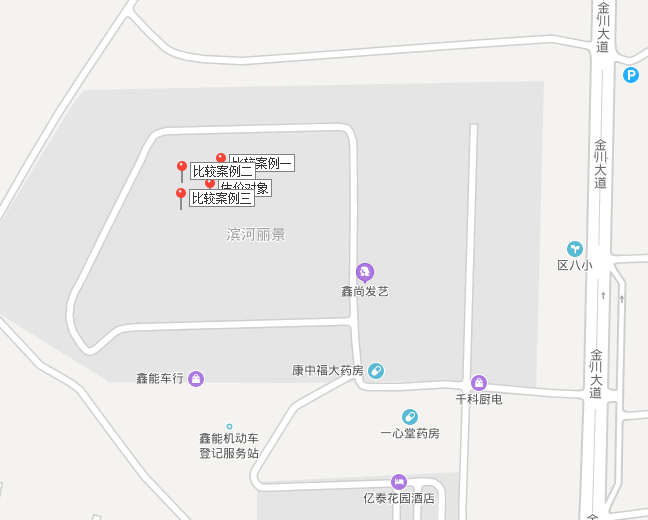 金川大道
P
金川大道
比较案例一
比较案例二
估价对象
比较案例三
滨河丽景
区八小
鑫尚发艺
金川大道
康中福大药房
鑫能车行
千科厨电
一心堂药房
鑫能机动车
登记服务站
亿泰花园酒店
金